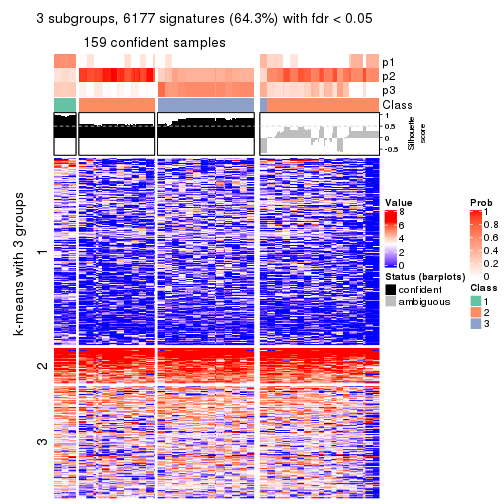 3 subgroups, 6177 signatures (64.3%) with fdr < 0.05
159 confident samples
p1
p2
p3
Class
1
0.5
0
-0.5
Silhouette
score
k-means with 3 groups
1
2
3
Value
8
6
4
2
0
Status (barplots)
confident
ambiguous
Prob
1
0.8
0.6
0.4
0.2
0
Class
1
2
3